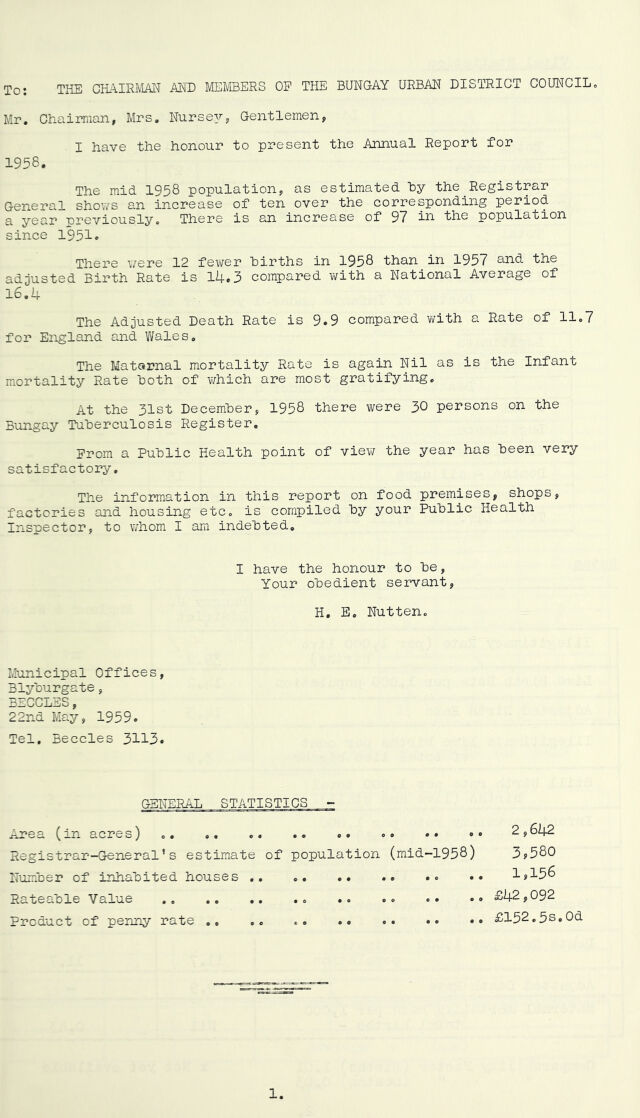 To: THE CHAIRMAN AND MEMBERS OF THE BUNGAY URBAN DISTRICT COUNCIL.
Mr. Chairman, Mrs. Nursey, Gentlemen,
I have the honour to present the Annual Report for
1958.
The mid 1958 population, as estimated by the Registrar
General shows an increase of ten over the corresponding period
a year previously. There is an increase of 97 in the population
since 1951.
There were 12 fewer births in 1958 than in 1957 and the
adjusted Birth Rate is 14.3 compared with a National Average of
16.4
The Adjusted Death Rate is 9.9 compared with a Rate of 11.7
for England and Wales.
The Maternal mortality Rate is again Nil as is the Infant
mortality Rate both of which are most gratifying.
At the 31st December, 1958 there were 30 persons on the
Bungay Tuberculosis Register.
From a Public Health point of view the year has been very
satisfactory.
The information in this report on food premises, shops,
factories and housing etc. is compiled by your Public Health
Inspector, to whom I am indebted.
I have the honour to be,
Your obedient servant,
H. E. Nutten.
Municipal Offices,
Blyburgate,
BECCLES,
22nd May, 1959.
Tel. Beccles 3113.
GENERAL STATISTICS -
Area (in acres) .. .. .. .. .. .. .. .. 2,642
Registrar-General's estimate of population (mid-1958) 3,580
Number of inhabited houses .. .. .. .. .. .. 1,156
Rateable Value .. .. .. .. .. .. .. .. £42,092
Product of penny rate .. .. .. .. .. .. .. £152.5s.0d
1.